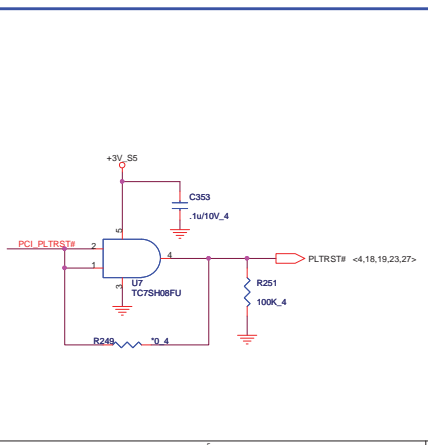 +3V_S5
C353
.1u/10V_4
5
PCI_PLTRST#
2
4
PLTRST# <4,18,19,23,27>
1
U7
3
TC7SH08FU
R251
100K_4
R249
*0_4